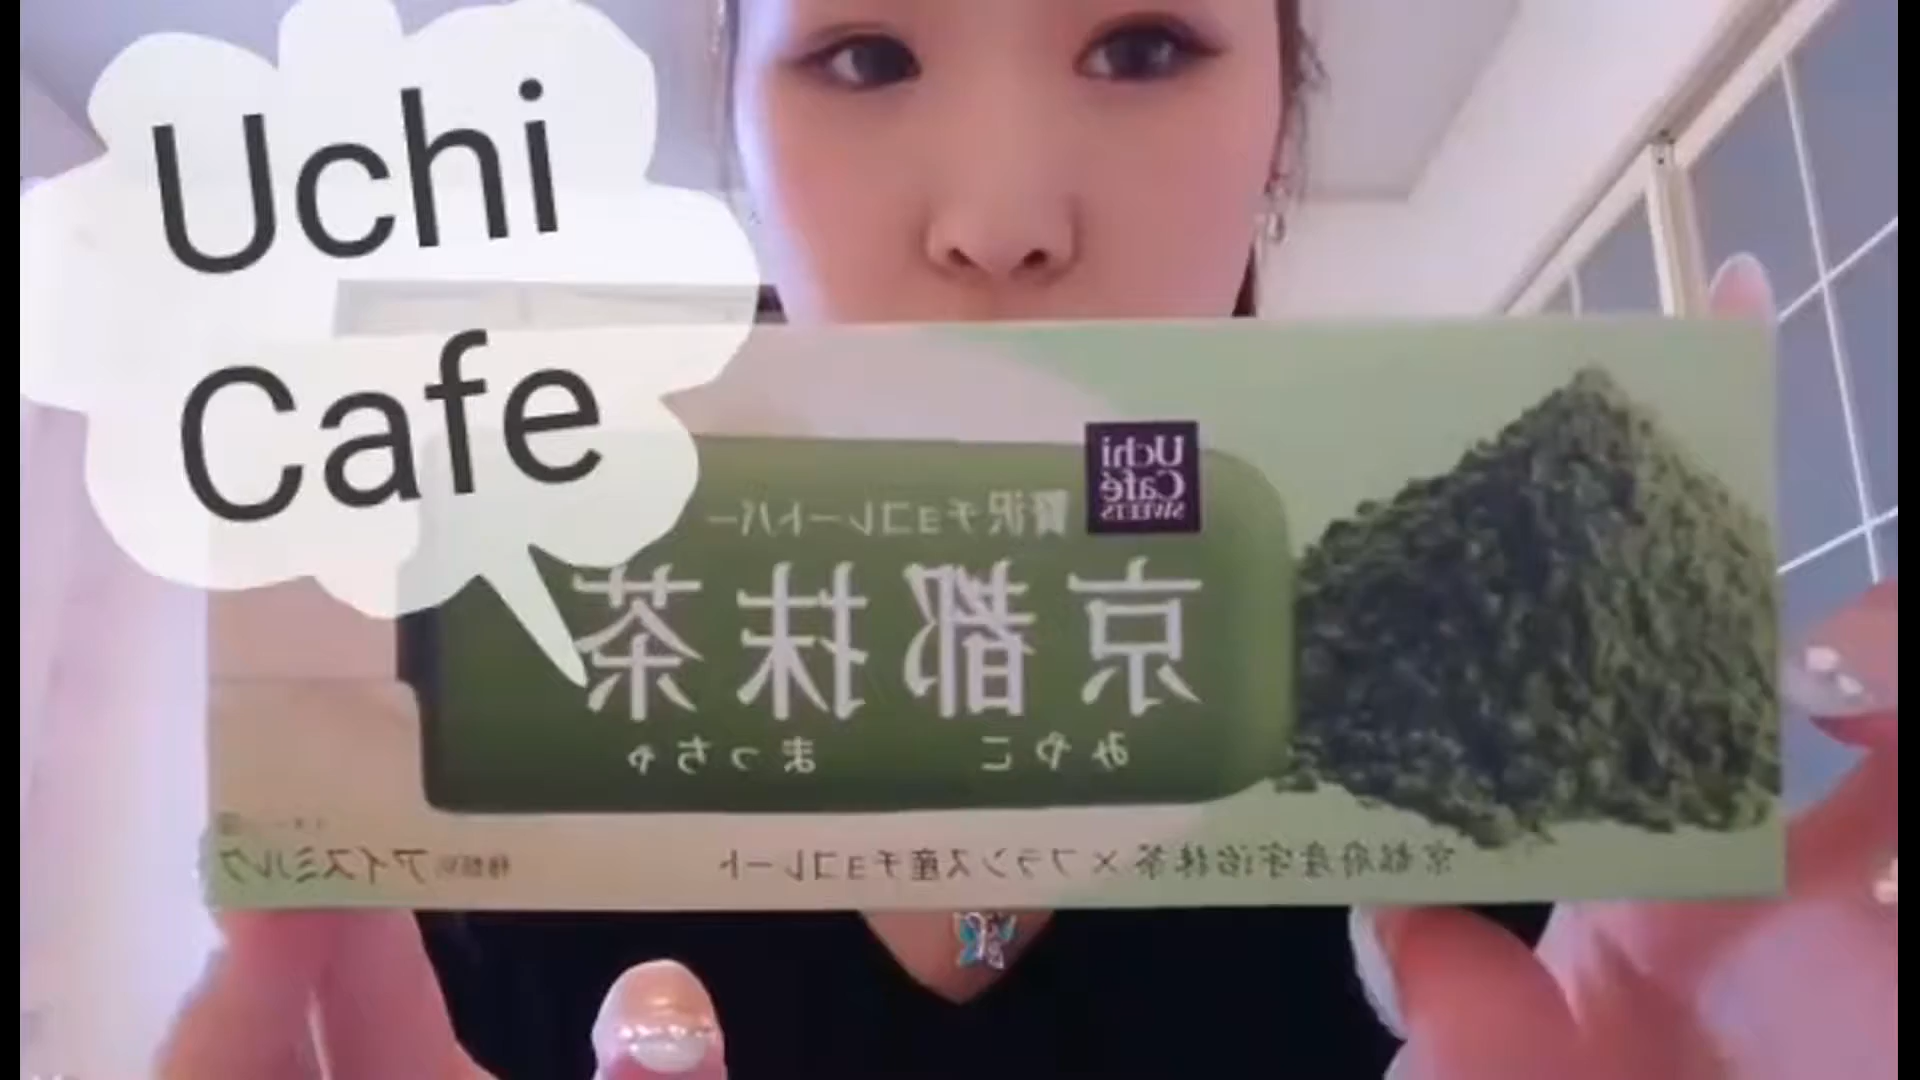 Uchi
Cafe
Uchi
Café
SWEETS
贅沢チョコレートバー
京都抹茶
みやこ まっちゃ
京都府産宇治抹茶×フランス産チョコレート
種類別アイスミルク